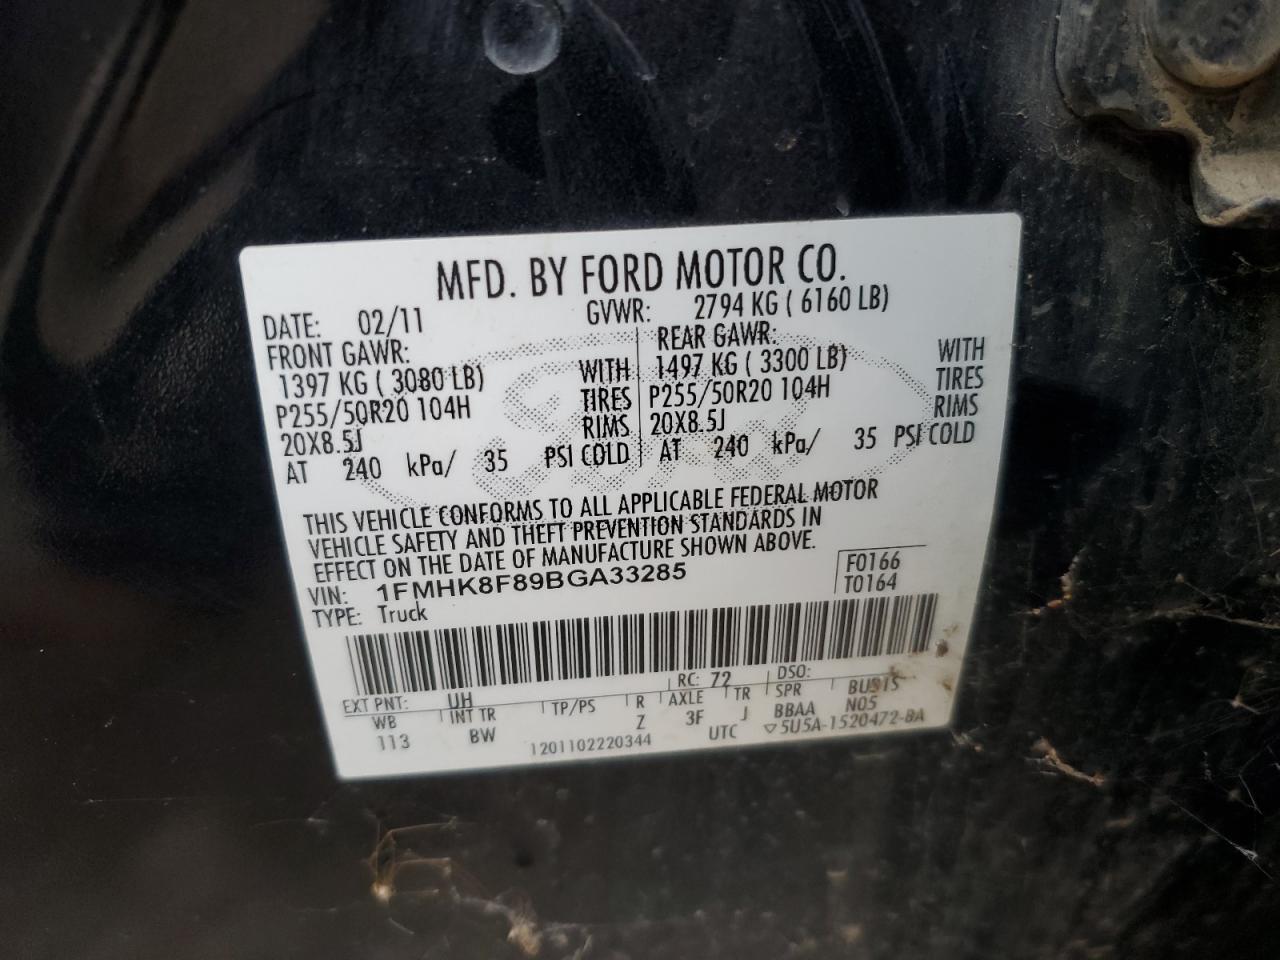 MFD. BY FORD MOTOR CO.
DATE: 02/11 GVWR: 2794 KG ( 6160 LB)
FRONT GAWR: REAR GAWR:
1397 KG ( 3080 LB) WITH 1497 KG ( 3300 LB) WITH
P255/50R20 104H TIRES P255/50R20 104H TIRES
20X8.5J RIMS 20X8.5J RIMS
AT 240 kPa/ 35 PSI COLD AT 240 kPa/ 35 PSI COLD
THIS VEHICLE CONFORMS TO ALL APPLICABLE FEDERAL MOTOR
VEHICLE SAFETY AND THEFT PREVENTION STANDARDS IN
EFFECT ON THE DATE OF MANUFACTURE SHOWN ABOVE.
VIN: 1FMHK8F89BGA33285 F0166
TYPE: Truck T0164
EXT PNT: UH RC: 72 DSO:
WB INT TR TP/PS R AXLE TR SPR BUSTS
113 BW Z 3F J BBAA N05
1201102220344 UTC ▽5U5A-1520472-BA